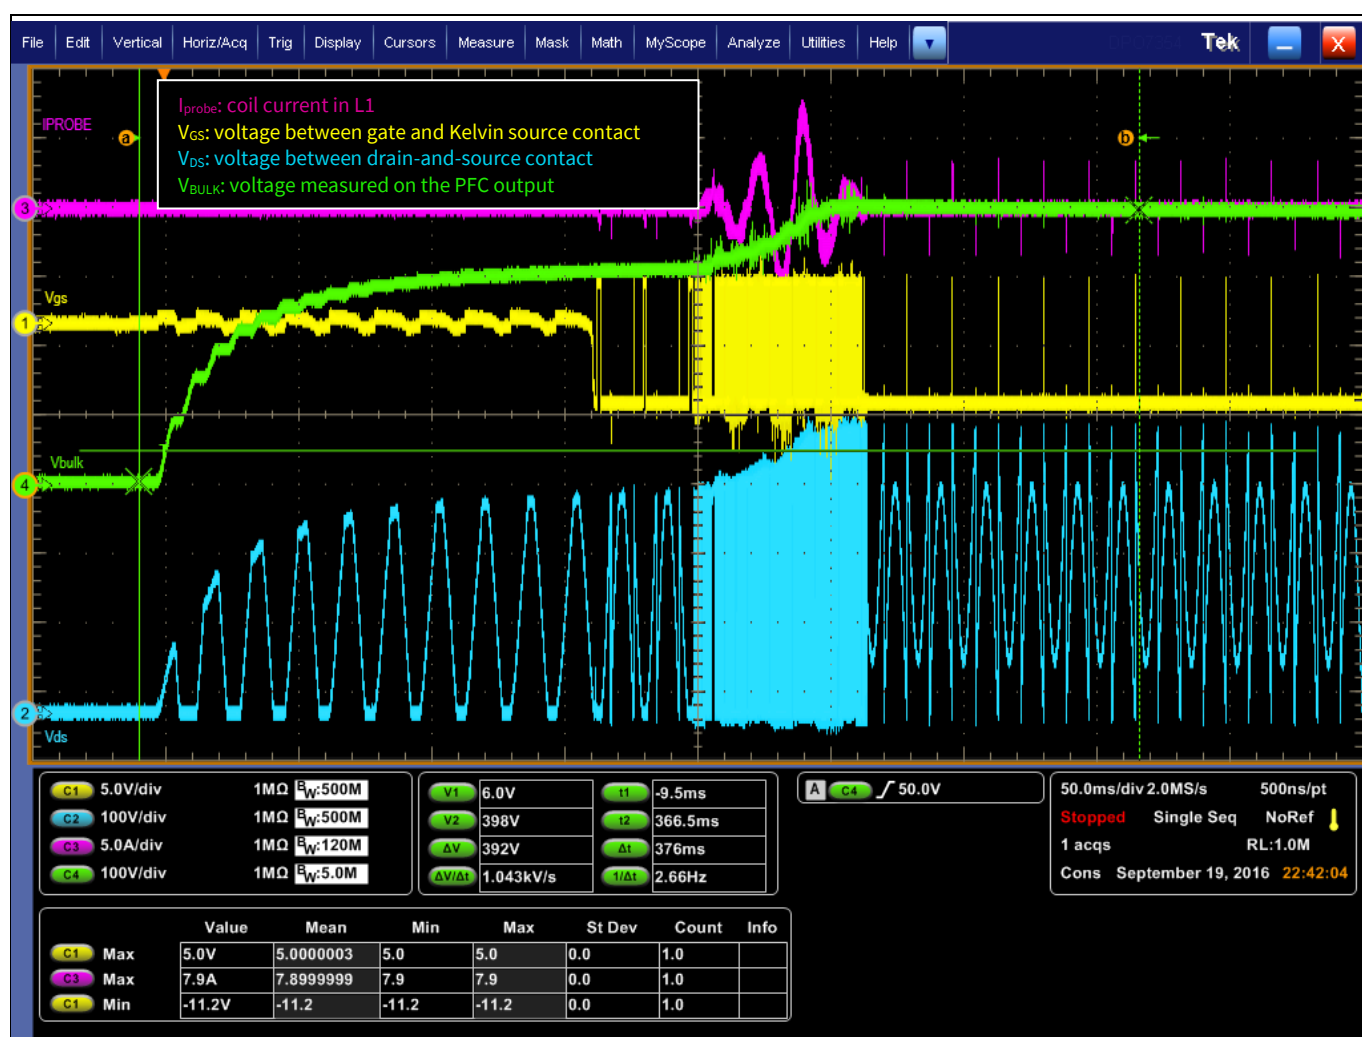 File Edit Vertical Horiz/Acq Trig Display Cursors Measure Mask Math MyScope Analyze Utilities Help Tek X
Iprobe: coil current in L1
VGS: voltage between gate and Kelvin source contact
VDS: voltage between drain-and-source contact
VBULK: voltage measured on the PFC output
IPROBE
a
b
3
Vgs
1
Vbulk
4
2
Vds
C1 5.0V/div 1MΩ BW:500M
C2 100V/div 1MΩ BW:500M
C3 5.0A/div 1MΩ BW:120M
C4 100V/div 1MΩ BW:5.0M
V1 6.0V t1 -9.5ms
V2 398V t2 366.5ms
ΔV 392V Δt 376ms
ΔV/Δt 1.043kV/s 1/Δt 2.66Hz
A C4 50.0V
50.0ms/div 2.0MS/s 500ns/pt
Stopped Single Seq NoRef
1 acqs RL:1.0M
Cons September 19, 2016 22:42:04
Value Mean Min Max St Dev Count Info
C1 Max 5.0V 5.0000003 5.0 5.0 0.0 1.0
C3 Max 7.9A 7.8999999 7.9 7.9 0.0 1.0
C1 Min -11.2V -11.2 -11.2 -11.2 0.0 1.0